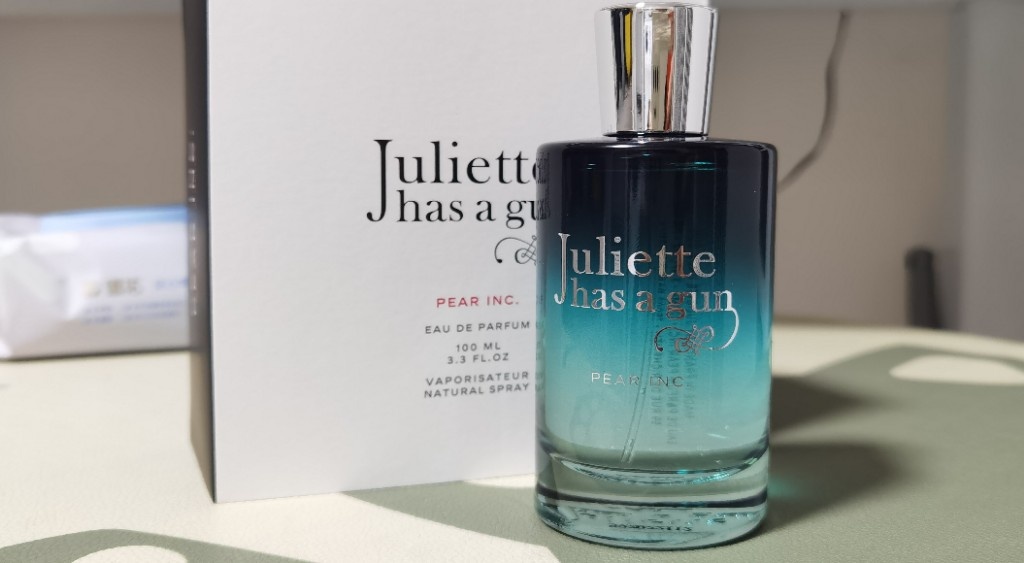 Juliette
has a gun
PEAR INC.
EAU DE PARFUM
100 ML
3.3 FL.OZ
VAPORISATEUR
NATURAL SPRAY
Juliette
has a gun
PEAR INC.